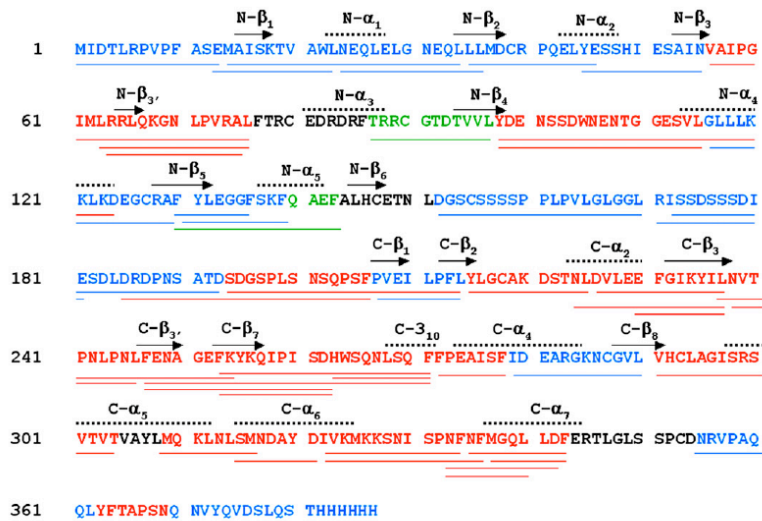 N-β₁ N-α₁ N-β₂ N-α₂ N-β₃
1 MIDTLRPVPF ASEMAISKTV AWLNEQLELG NEQLLLMDCR PQELYESSHI ESAINVAIPG
N-β₃′ N-α₃ N-β₄ N-α₄
61 IMLRRLQKGN LPVRALFTRC EDRDRFTRRC GTDTVVLYDE NSSDWNENTG GESVLGLLLK
N-β₅ N-α₅ N-β₆
121 KLKDEGCRAF YLEGGFSKFQ AEFALHCETN LDGSCSSSSP PLPVLGLGGL RISSDSSSDI
C-β₁ C-β₂ C-α₂ C-β₃
181 ESDLDRDPNS ATDSDGSPLS NSQPSFPVEI LPFLYLGCAK DSTNLDVLEE FGIKYILNVT
C-β₃′ C-β₇ C-3₁₀ C-α₄ C-β₈
241 PNLPNLFENA GEFKYKQIPI SDHWSQNLSQ FFPEAISFID EARGKNCGVL VHCLAGISRS
C-α₅ C-α₆ C-α₇
301 VTVTVAYLMQ KLNLSMNDAY DIVKMKKSNI SPNFNFMGQL LDFERTLGLS SPCDNRVPAQ
361 QLYFTAPSNQ NVYQVDSLQS THHHHHH